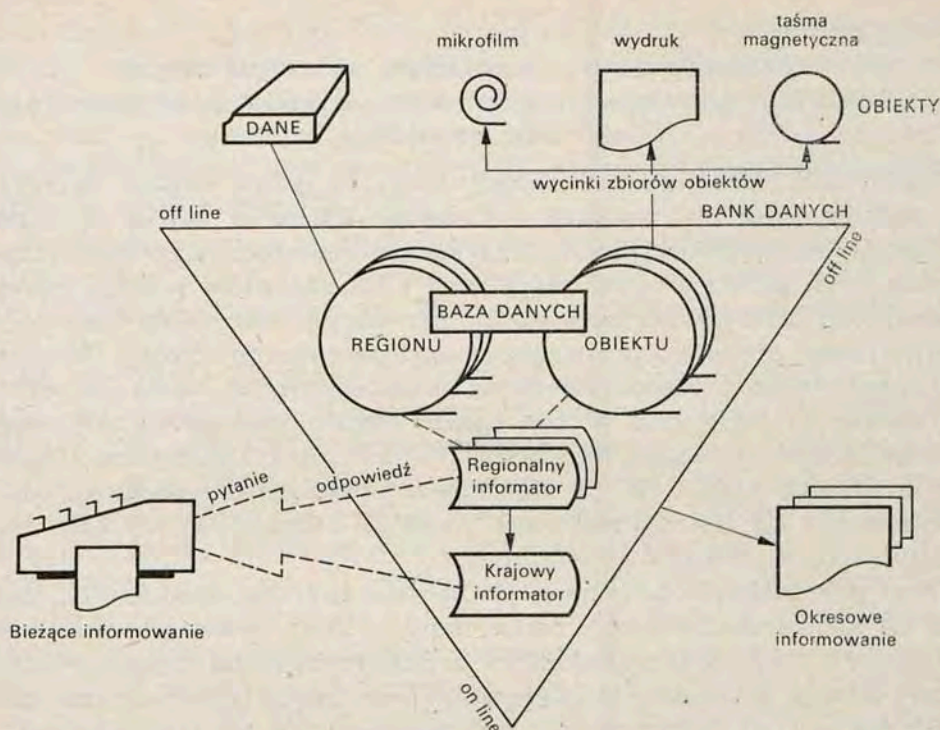 mikrofilm
wydruk
taśma
magnetyczna
DANE
OBIEKTY
wycinki zbiorów obiektów
off line
BANK DANYCH
off line
BAZA DANYCH
REGIONU
OBIEKTU
pytanie
odpowiedź
Regionalny
informator
Krajowy
informator
Bieżące informowanie
Okresowe
informowanie
on line